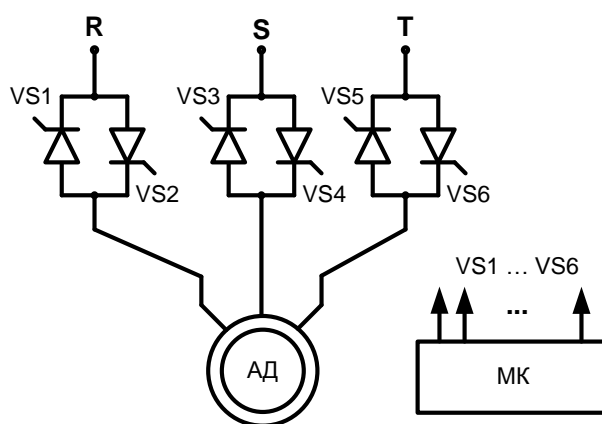 R S T
VS1 VS3 VS5
VS2 VS4 VS6
VS1 ... VS6
...
АД
МК